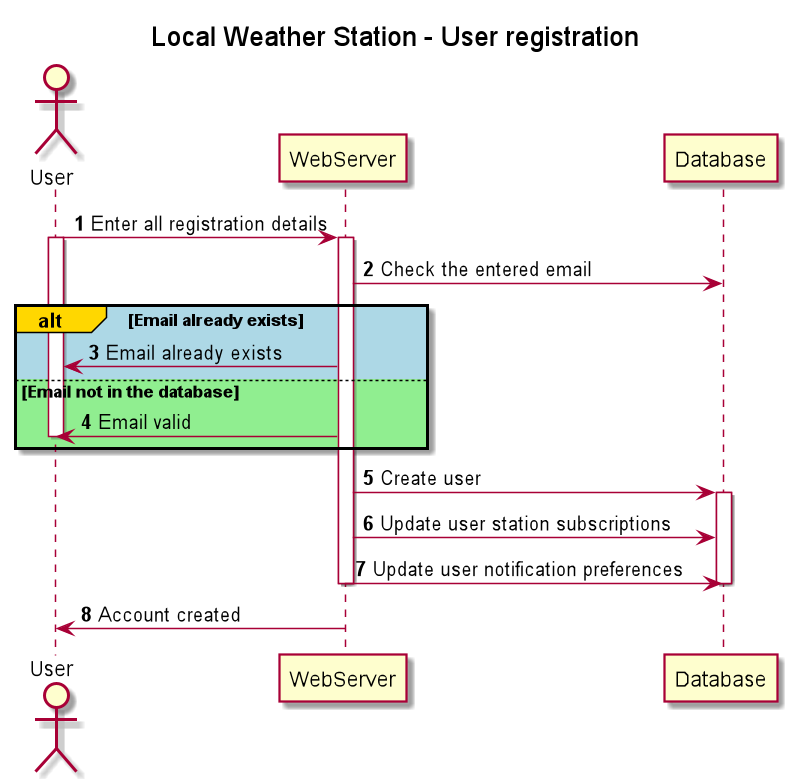 Local Weather Station - User registration
User
WebServer
Database
1 Enter all registration details
2 Check the entered email
alt [Email already exists]
3 Email already exists
[Email not in the database]
4 Email valid
5 Create user
6 Update user station subscriptions
7 Update user notification preferences
8 Account created
User
WebServer
Database